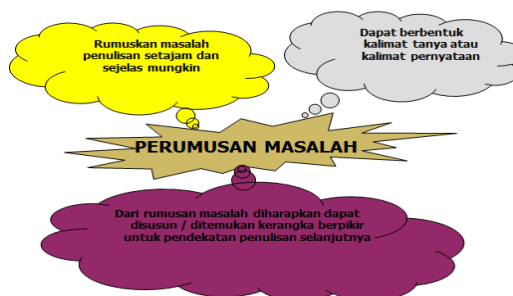 Rumuskan masalah
penulisan setajam dan
sejelas mungkin
Dapat berbentuk
kalimat tanya atau
kalimat pernyataan
PERUMUSAN MASALAH
Dari rumusan masalah diharapkan dapat
disusun / ditemukan kerangka berpikir
untuk pendekatan penulisan selanjutnya